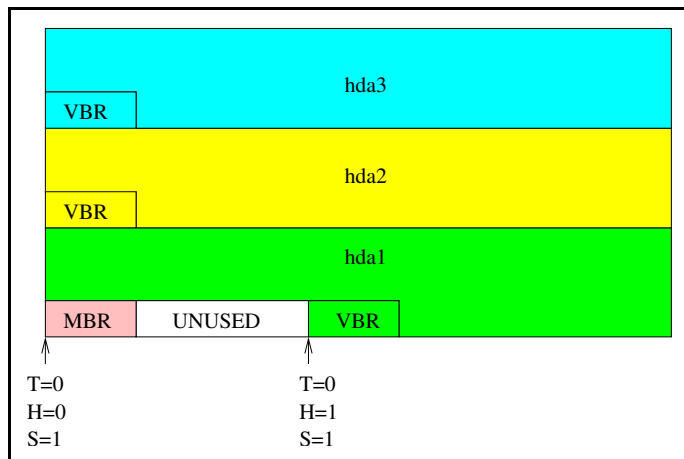 hda3
VBR
hda2
VBR
hda1
MBR UNUSED VBR
T=0 T=0
H=0 H=1
S=1 S=1